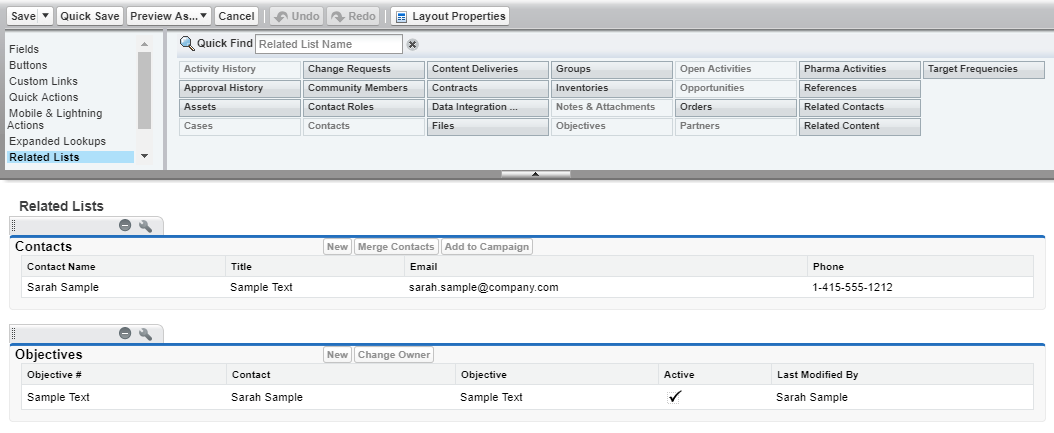 Save Quick Save Preview As... Cancel Undo Redo Layout Properties
Fields
Buttons
Custom Links
Quick Actions
Mobile & Lightning
Actions
Expanded Lookups
Related Lists
Quick Find Related List Name
Activity History Change Requests Content Deliveries Groups Open Activities Pharma Activities Target Frequencies
Approval History Community Members Contracts Inventories Opportunities References
Assets Contact Roles Data Integration ... Notes & Attachments Orders Related Contacts
Cases Contacts Files Objectives Partners Related Content
Related Lists
Contacts New Merge Contacts Add to Campaign
Contact Name Title Email Phone
Sarah Sample Sample Text sarah.sample@company.com 1-415-555-1212
Objectives New Change Owner
Objective # Contact Objective Active Last Modified By
Sample Text Sarah Sample Sample Text Sarah Sample